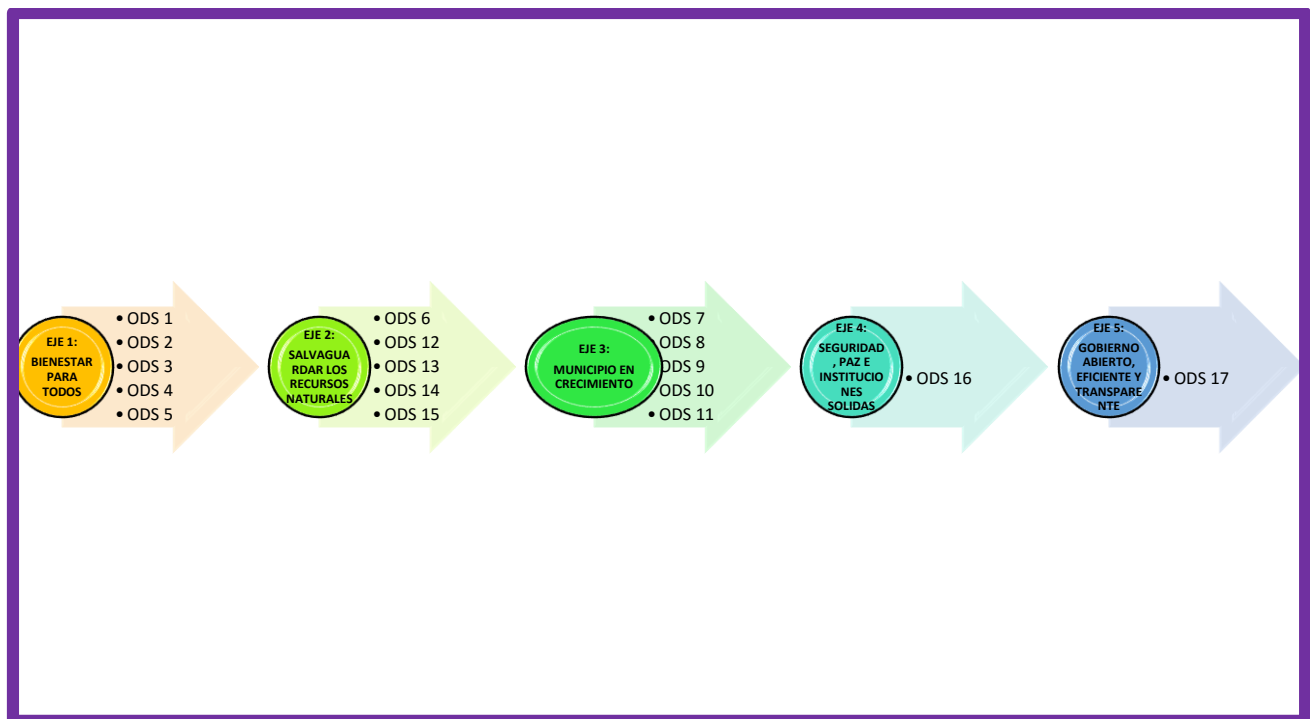 EJE 1:
BIENESTAR
PARA
TODOS
• ODS 1
• ODS 2
• ODS 3
• ODS 4
• ODS 5
EJE 2:
SALVAGUA
RDAR LOS
RECURSOS
NATURALES
• ODS 6
• ODS 12
• ODS 13
• ODS 14
• ODS 15
EJE 3:
MUNICIPIO EN
CRECIMIENTO
• ODS 7
• ODS 8
ODS 9
ODS 10
• ODS 11
EJE 4:
SEGURIDAD
, PAZ E
INSTITUCIO
NES
SOLIDAS
• ODS 16
EJE 5:
GOBIERNO
ABIERTO,
EFICIENTE Y
TRANSPARE
NTE
• ODS 17